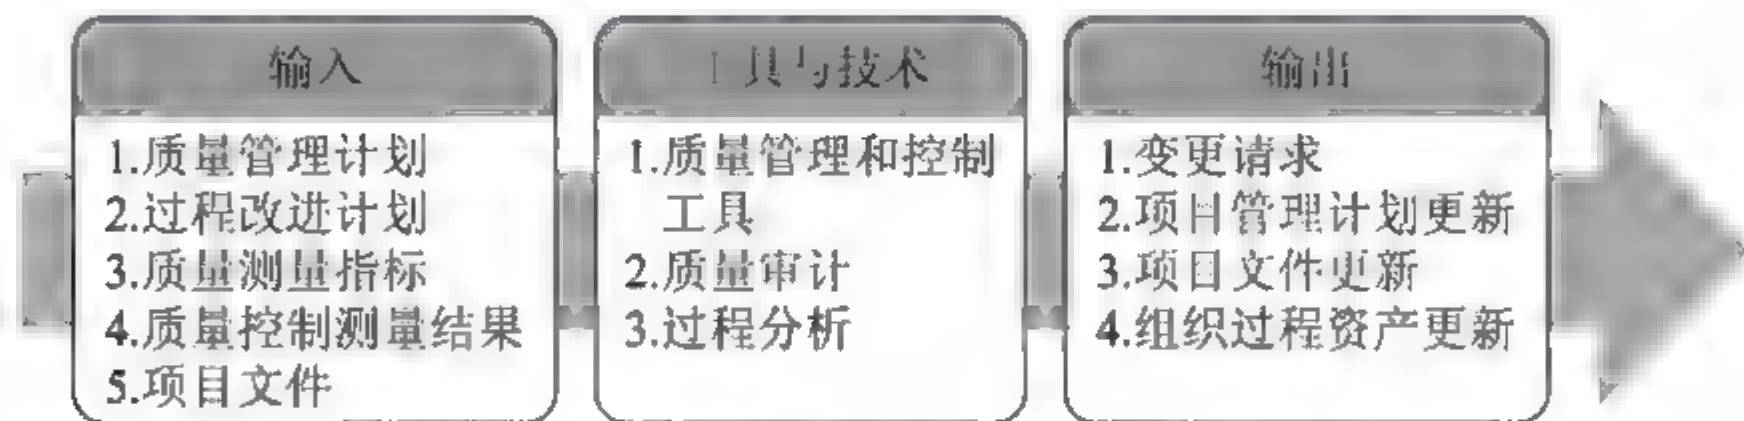 输入
1.质量管理计划
2.过程改进计划
3.质量测量指标
4.质量控制测量结果
5.项目文件
工具与技术
1.质量管理和控制
工具
2.质量审计
3.过程分析
输出
1.变更请求
2.项目管理计划更新
3.项目文件更新
4.组织过程资产更新